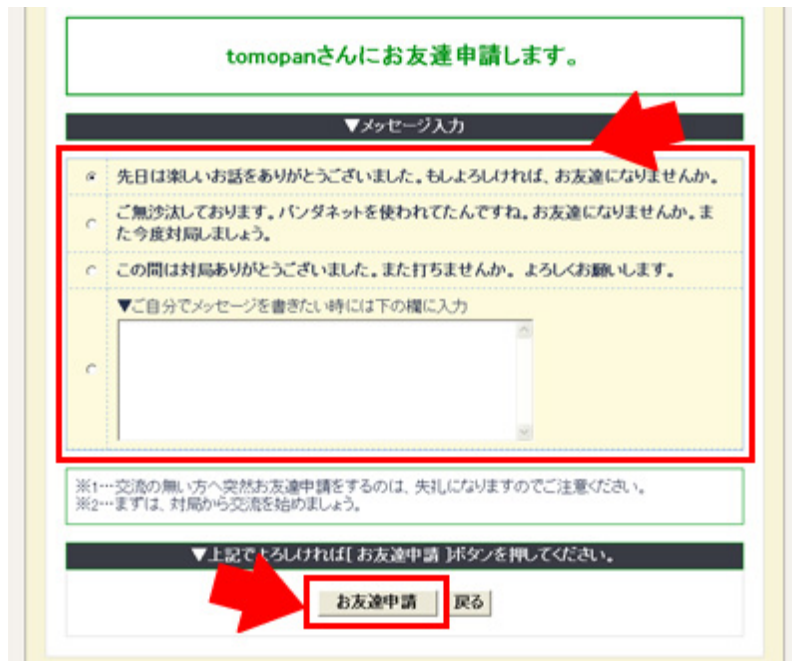 tomopanさんにお友達申請します。
▼メッセージ入力
先日は楽しいお話をありがとうございました。もしよろしければ、お友達になりませんか。
ご無沙汰しております。パンダネットを使われてたんですね。お友達になりませんか。ま
た今度対局しましょう。
この間は対局ありがとうございました。また打ちませんか。よろしくお願いします。
▼ご自分でメッセージを書きたい時には下の欄に入力
※1…交流の無い方へ突然お友達申請をするのは、失礼になりますのでご注意ください。
※2…まずは、対局から交流を始めましょう。
▼上記でよろしければ[ お友達申請 ]ボタンを押してください。
お友達申請 戻る